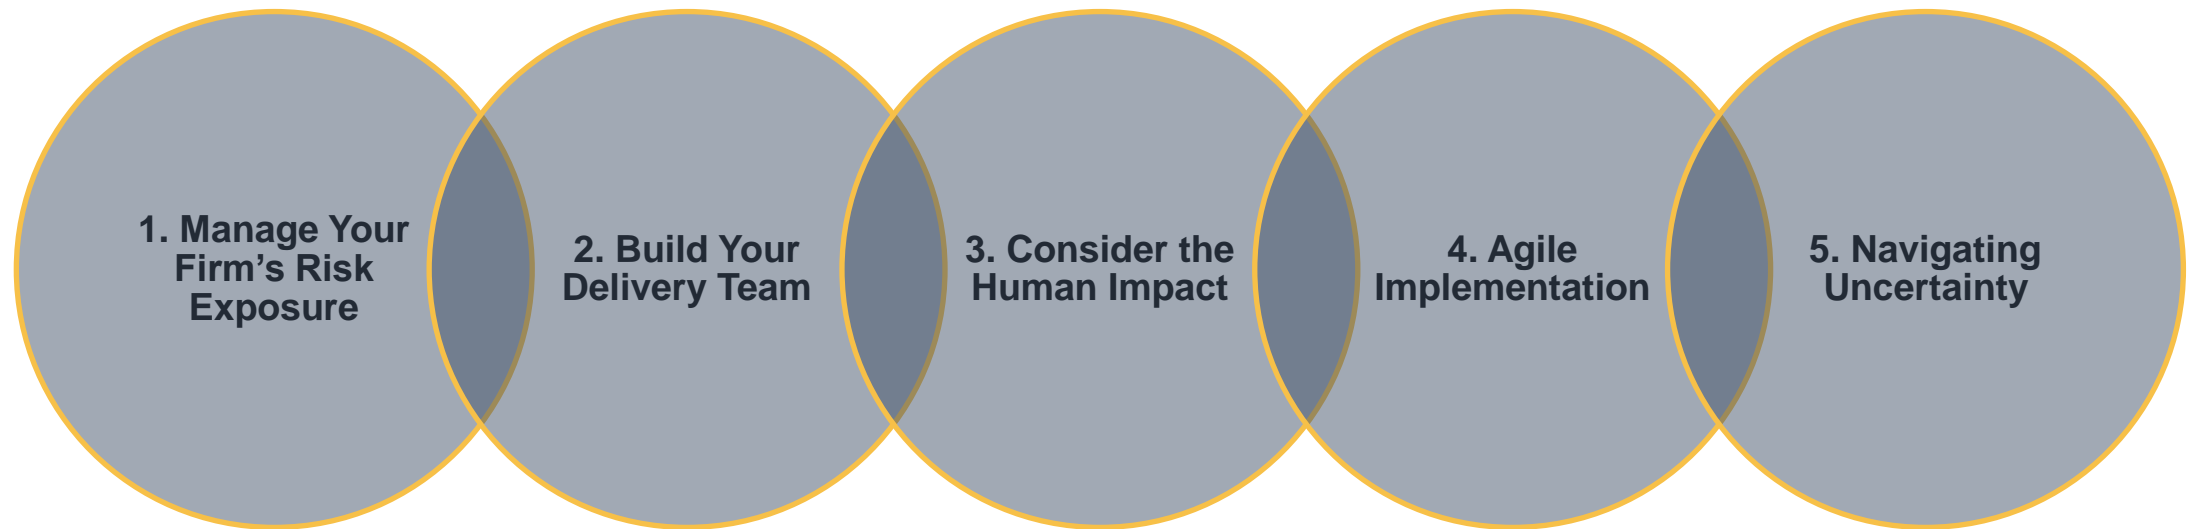 1. Manage Your
Firm’s Risk
Exposure
2. Build Your
Delivery Team
3. Consider the
Human Impact
4. Agile
Implementation
5. Navigating
Uncertainty